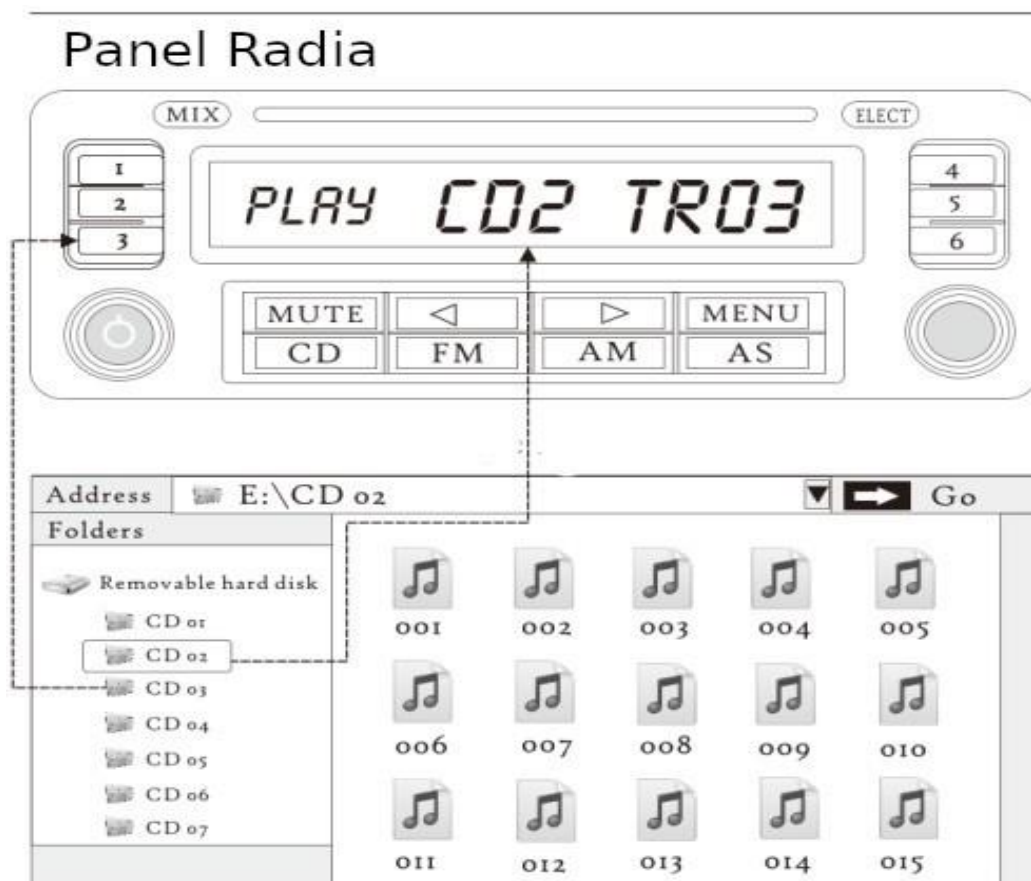 Panel Radia
MIX ELECT
1 4
2 PLAY CD2 TR03 5
3 6
MUTE MENU
CD FM AM AS
Address E:\CD 02 Go
Folders
Removable hard disk
CD 01
CD 02
CD 03
CD 04
CD 05
CD 06
CD 07
001 002 003 004 005
006 007 008 009 010
011 012 013 014 015